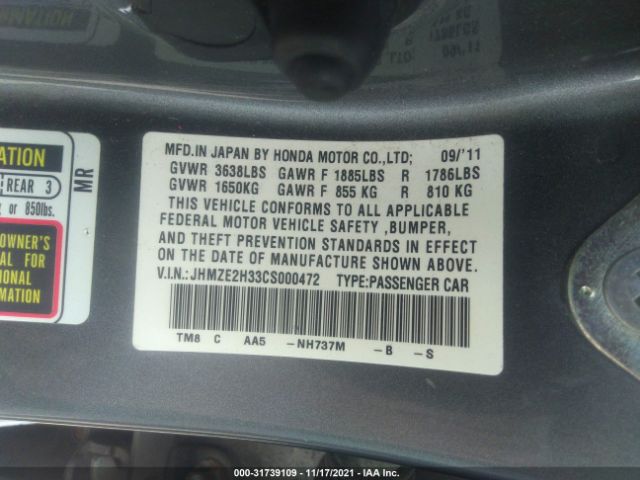 MFD.IN JAPAN BY HONDA MOTOR CO.,LTD; 09/'11
GVWR 3638LBS GAWR F 1885LBS R 1786LBS
GVWR 1650KG GAWR F 855 KG R 810 KG
THIS VEHICLE CONFORMS TO ALL APPLICABLE
FEDERAL MOTOR VEHICLE SAFETY ,BUMPER,
AND THEFT PREVENTION STANDARDS IN EFFECT
ON THE DATE OF MANUFACTURE SHOWN ABOVE.
V.I.N.: JHMZE2H33CS000472 TYPE:PASSENGER CAR
TM8 C AA5 -NH737M -B -S
ATION
REAR 3
or 850lbs.
OWNER'S
AL FOR
IONAL
RMATION
MR
000-31739109 - 11/17/2021 - IAA Inc.